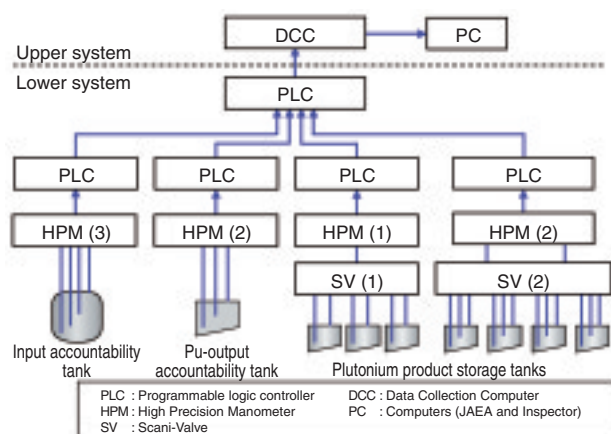 DCC
PC
Upper system
Lower system
PLC
PLC
PLC
PLC
PLC
HPM (3)
HPM (2)
HPM (1)
HPM (2)
SV (1)
SV (2)
Input accountability
tank
Pu-output
accountability tank
Plutonium product storage tanks
PLC : Programmable logic controller
DCC : Data Collection Computer
HPM : High Precision Manometer
PC : Computers (JAEA and Inspector)
SV : Scani-Valve